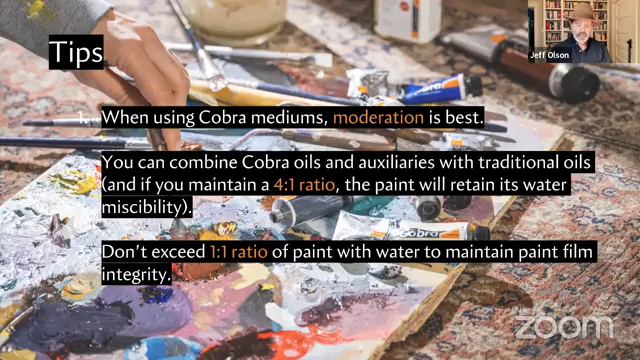 Jeff Olson
Tips
1. When using Cobra mediums, moderation is best.
You can combine Cobra oils and auxiliaries with traditional oils
(and if you maintain a 4:1 ratio, the paint will retain its water
miscibility).
Cobra
Don't exceed 1:1 ratio of paint with water to maintain paint film
integrity.
zoom